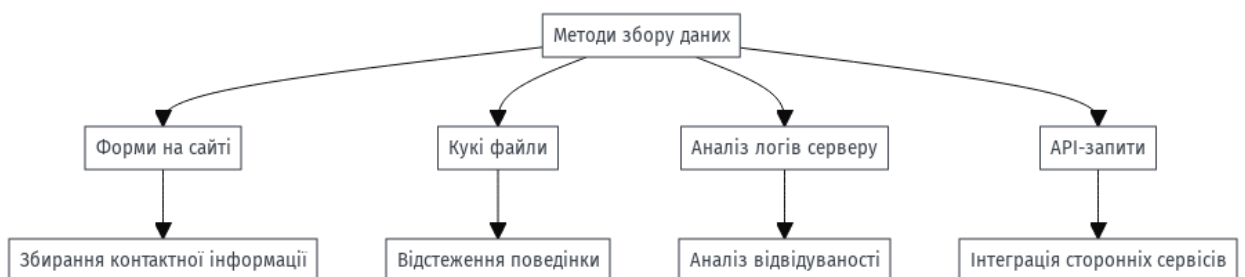 Методи збору даних
Форми на сайті
Кукі файли
Аналіз логів серверу
API-запити
Збирання контактної інформації
Відстеження поведінки
Аналіз відвідуваності
Інтеграція сторонніх сервісів